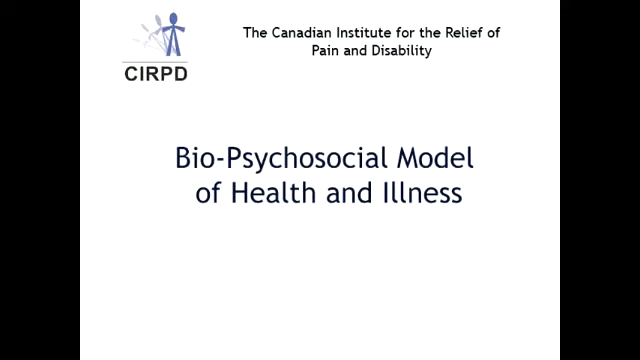 The Canadian Institute for the Relief of
Pain and Disability
CIRPD
Bio-Psychosocial Model
of Health and Illness